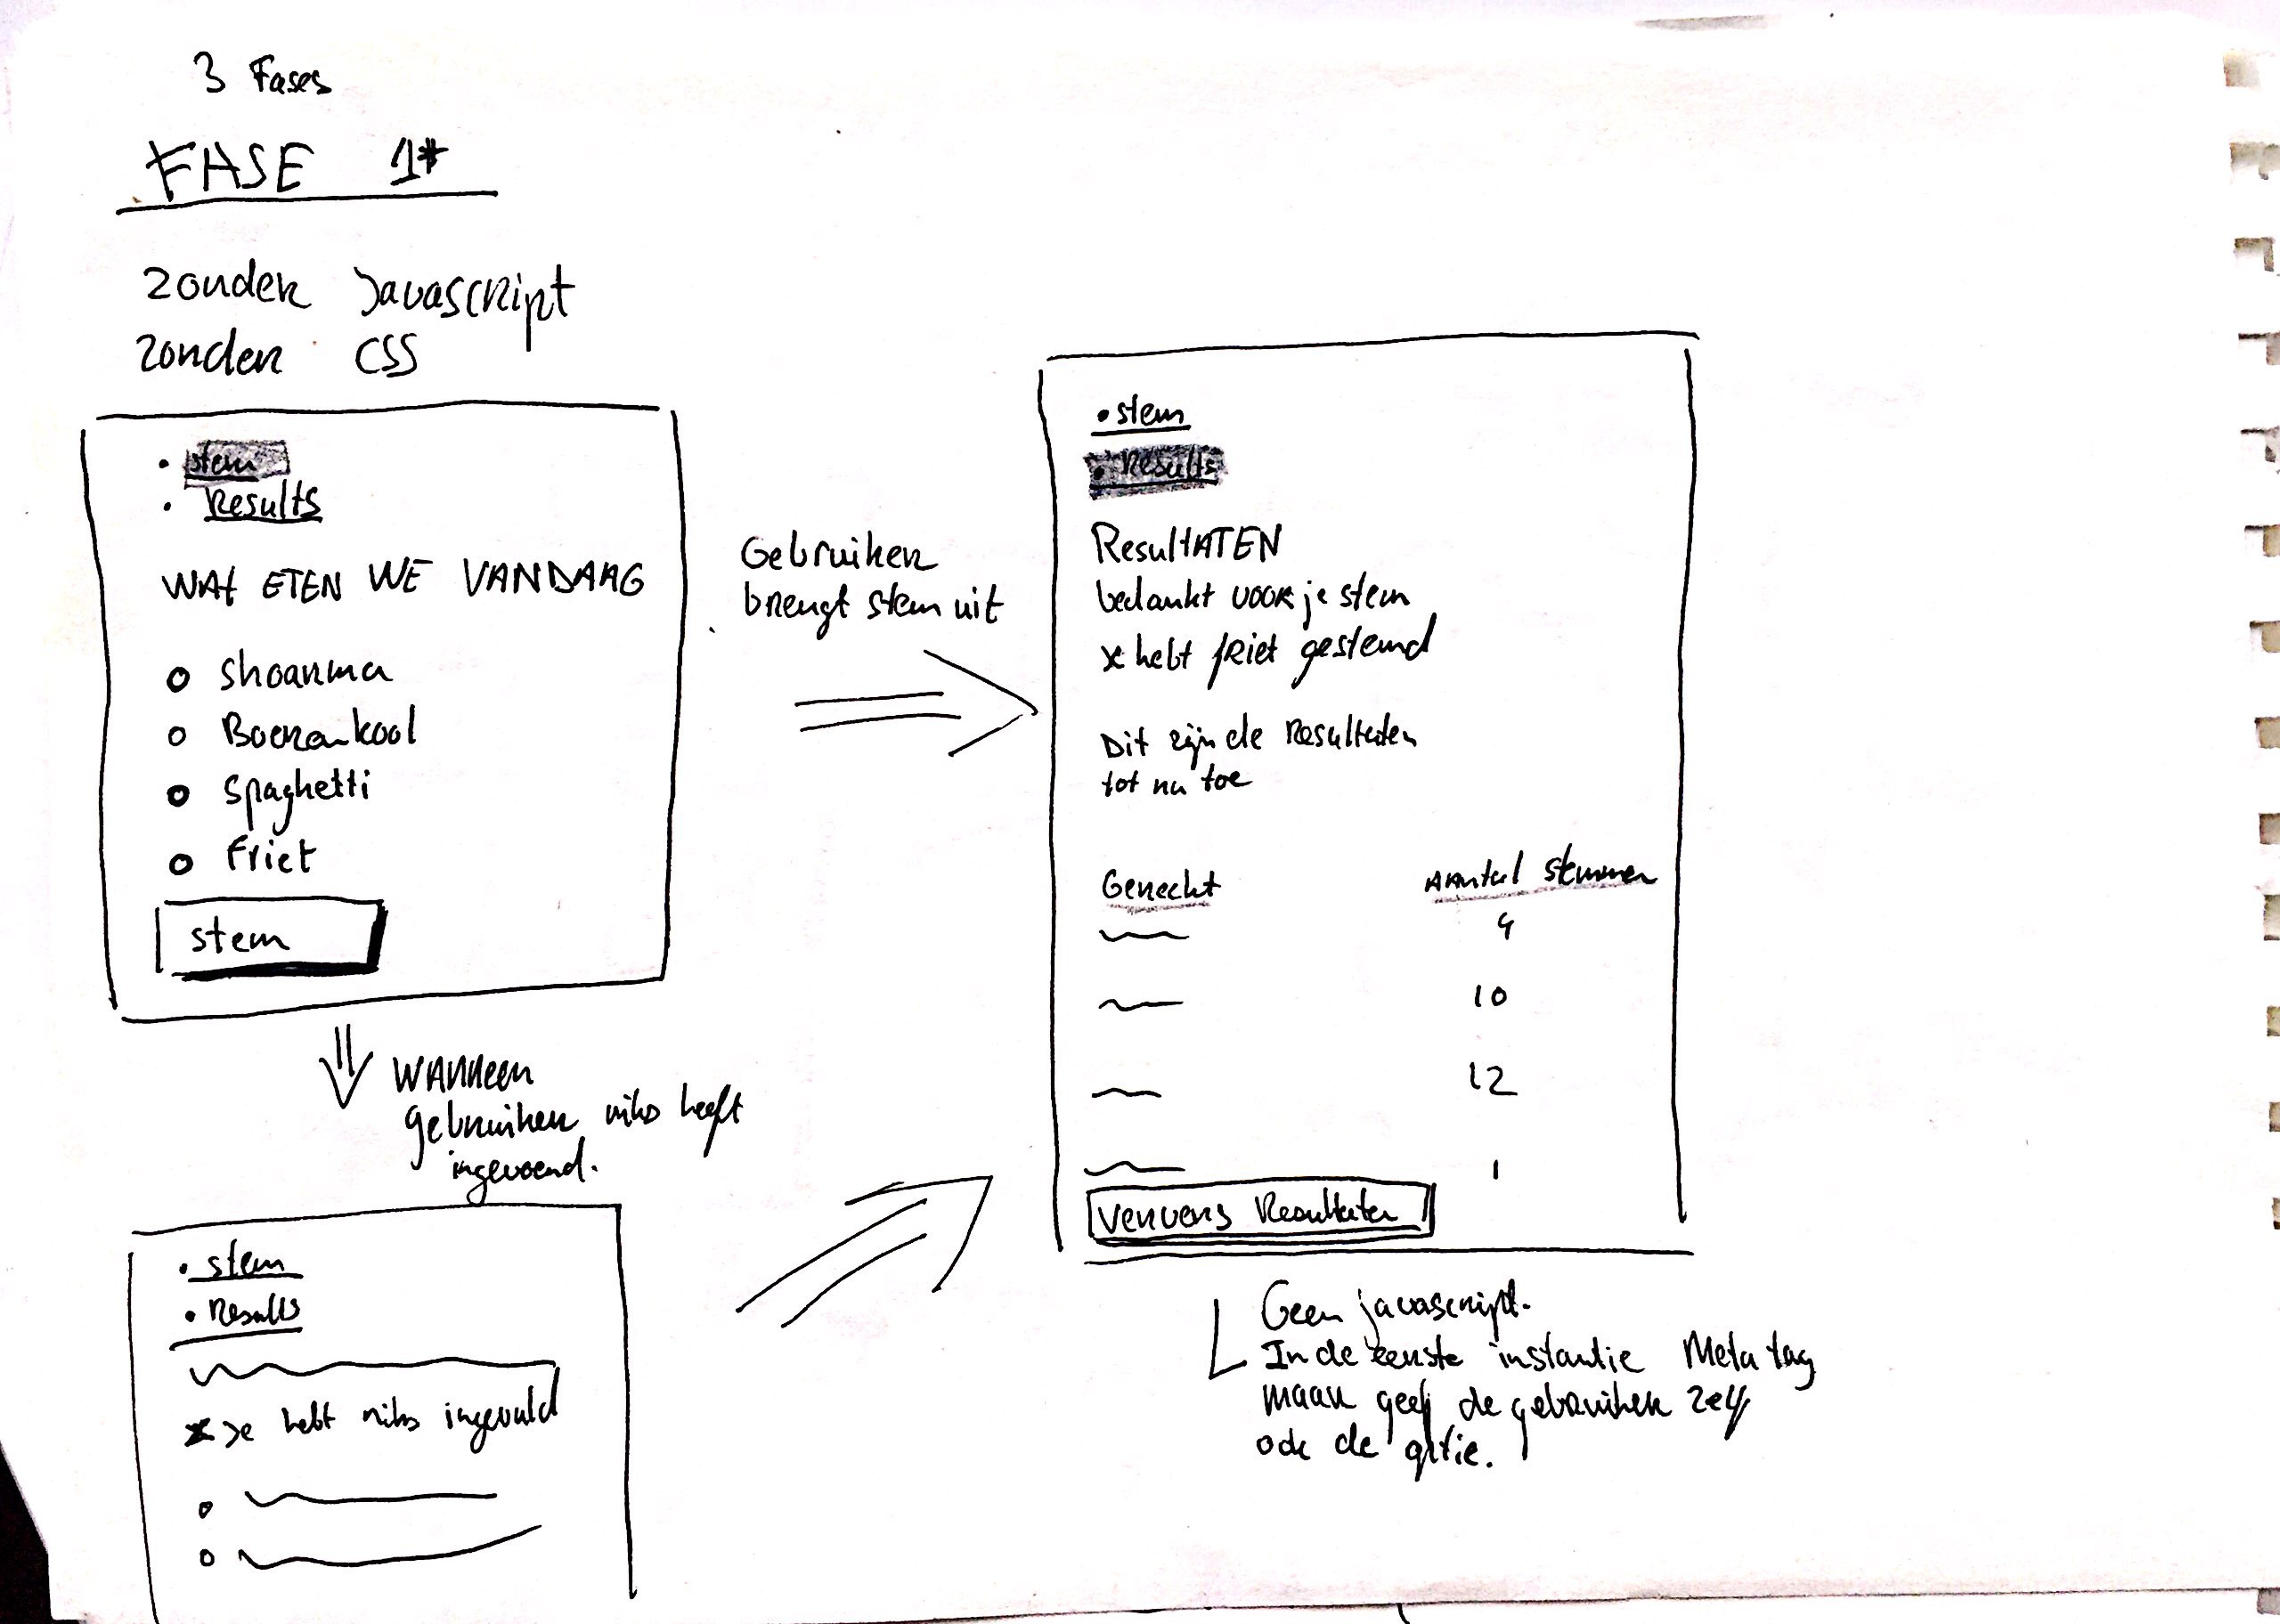 3 Fases
FASE 1*
zonder Javascript
zonder CSS
• stem
• Results
WAt ETEN WE VANDAAG
shoarma
Boerenkool
spaghetti
friet
stem
Gebruiker
brengt stem uit
WANNEER
gebruiker niks heeft
ingevoerd.
• stem
• Results
* Je hebt niks ingevuld
• stem
• Results
ResultATEN
bedankt voor je stem
Je hebt friet gestemd
Dit zijn de Resultaten
tot nu toe
Gerecht AAntal stemmen
10
12
1
Ververs Resultaten
Geen javascript.
In de eerste instantie Meta tag
maar geef de gebruiker zelf
ook de optie.